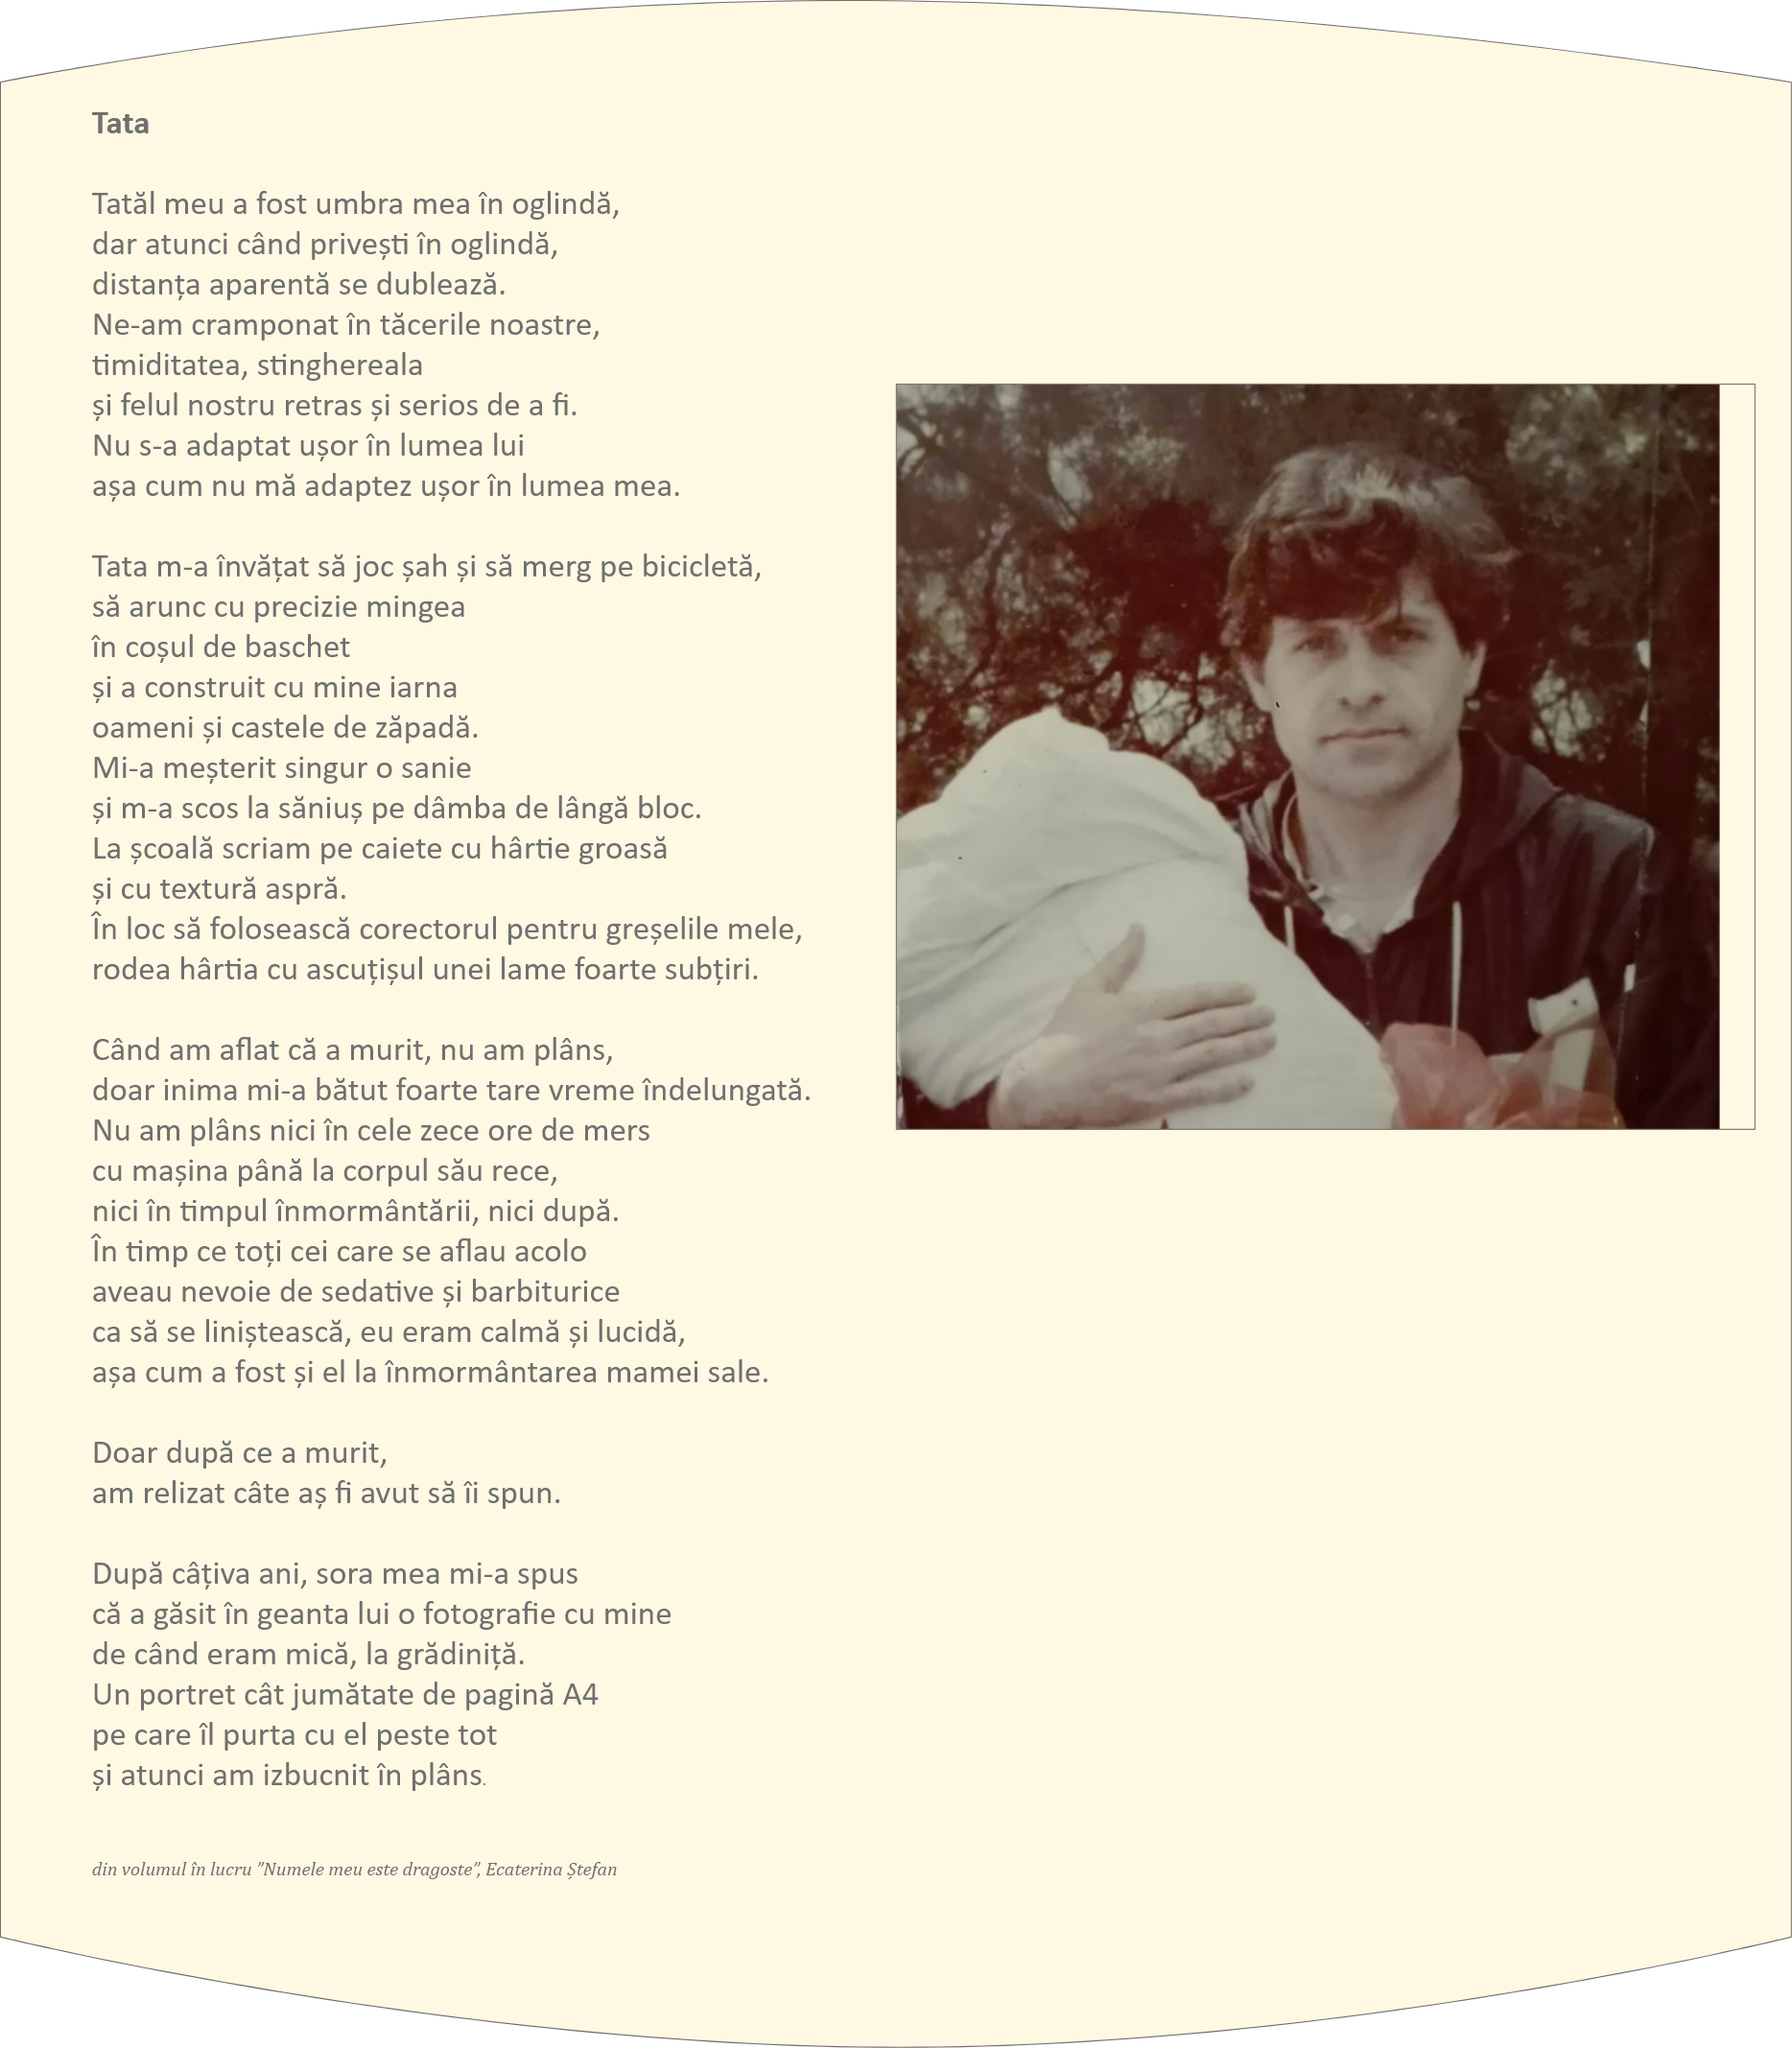 Tata
Tatăl meu a fost umbra mea în oglindă,
dar atunci când privești în oglindă,
distanța aparentă se dublează.
Ne-am cramponat în tăcerile noastre,
timiditatea, stinghereala
și felul nostru retras și serios de a fi.
Nu s-a adaptat ușor în lumea lui
așa cum nu mă adaptez ușor în lumea mea.
Tata m-a învățat să joc șah și să merg pe bicicletă,
să arunc cu precizie mingea
în coșul de baschet
și a construit cu mine iarna
oameni și castele de zăpadă.
Mi-a meșterit singur o sanie
și m-a scos la săniuș pe dâmba de lângă bloc.
La școală scriam pe caiete cu hârtie groasă
și cu textură aspră.
În loc să folosească corectorul pentru greșelile mele,
rodea hârtia cu ascuțișul unei lame foarte subțiri.
Când am aflat că a murit, nu am plâns,
doar inima mi-a bătut foarte tare vreme îndelungată.
Nu am plâns nici în cele zece ore de mers
cu mașina până la corpul său rece,
nici în timpul înmormântării, nici după.
În timp ce toți cei care se aflau acolo
aveau nevoie de sedative și barbiturice
ca să se liniștească, eu eram calmă și lucidă,
așa cum a fost și el la înmormântarea mamei sale.
Doar după ce a murit,
am relizat câte aș fi avut să îi spun.
După câțiva ani, sora mea mi-a spus
că a găsit în geanta lui o fotografie cu mine
de când eram mică, la grădiniță.
Un portret cât jumătate de pagină A4
pe care îl purta cu el peste tot
și atunci am izbucnit în plâns.
din volumul în lucru "Numele meu este dragoste", Ecaterina Ștefan